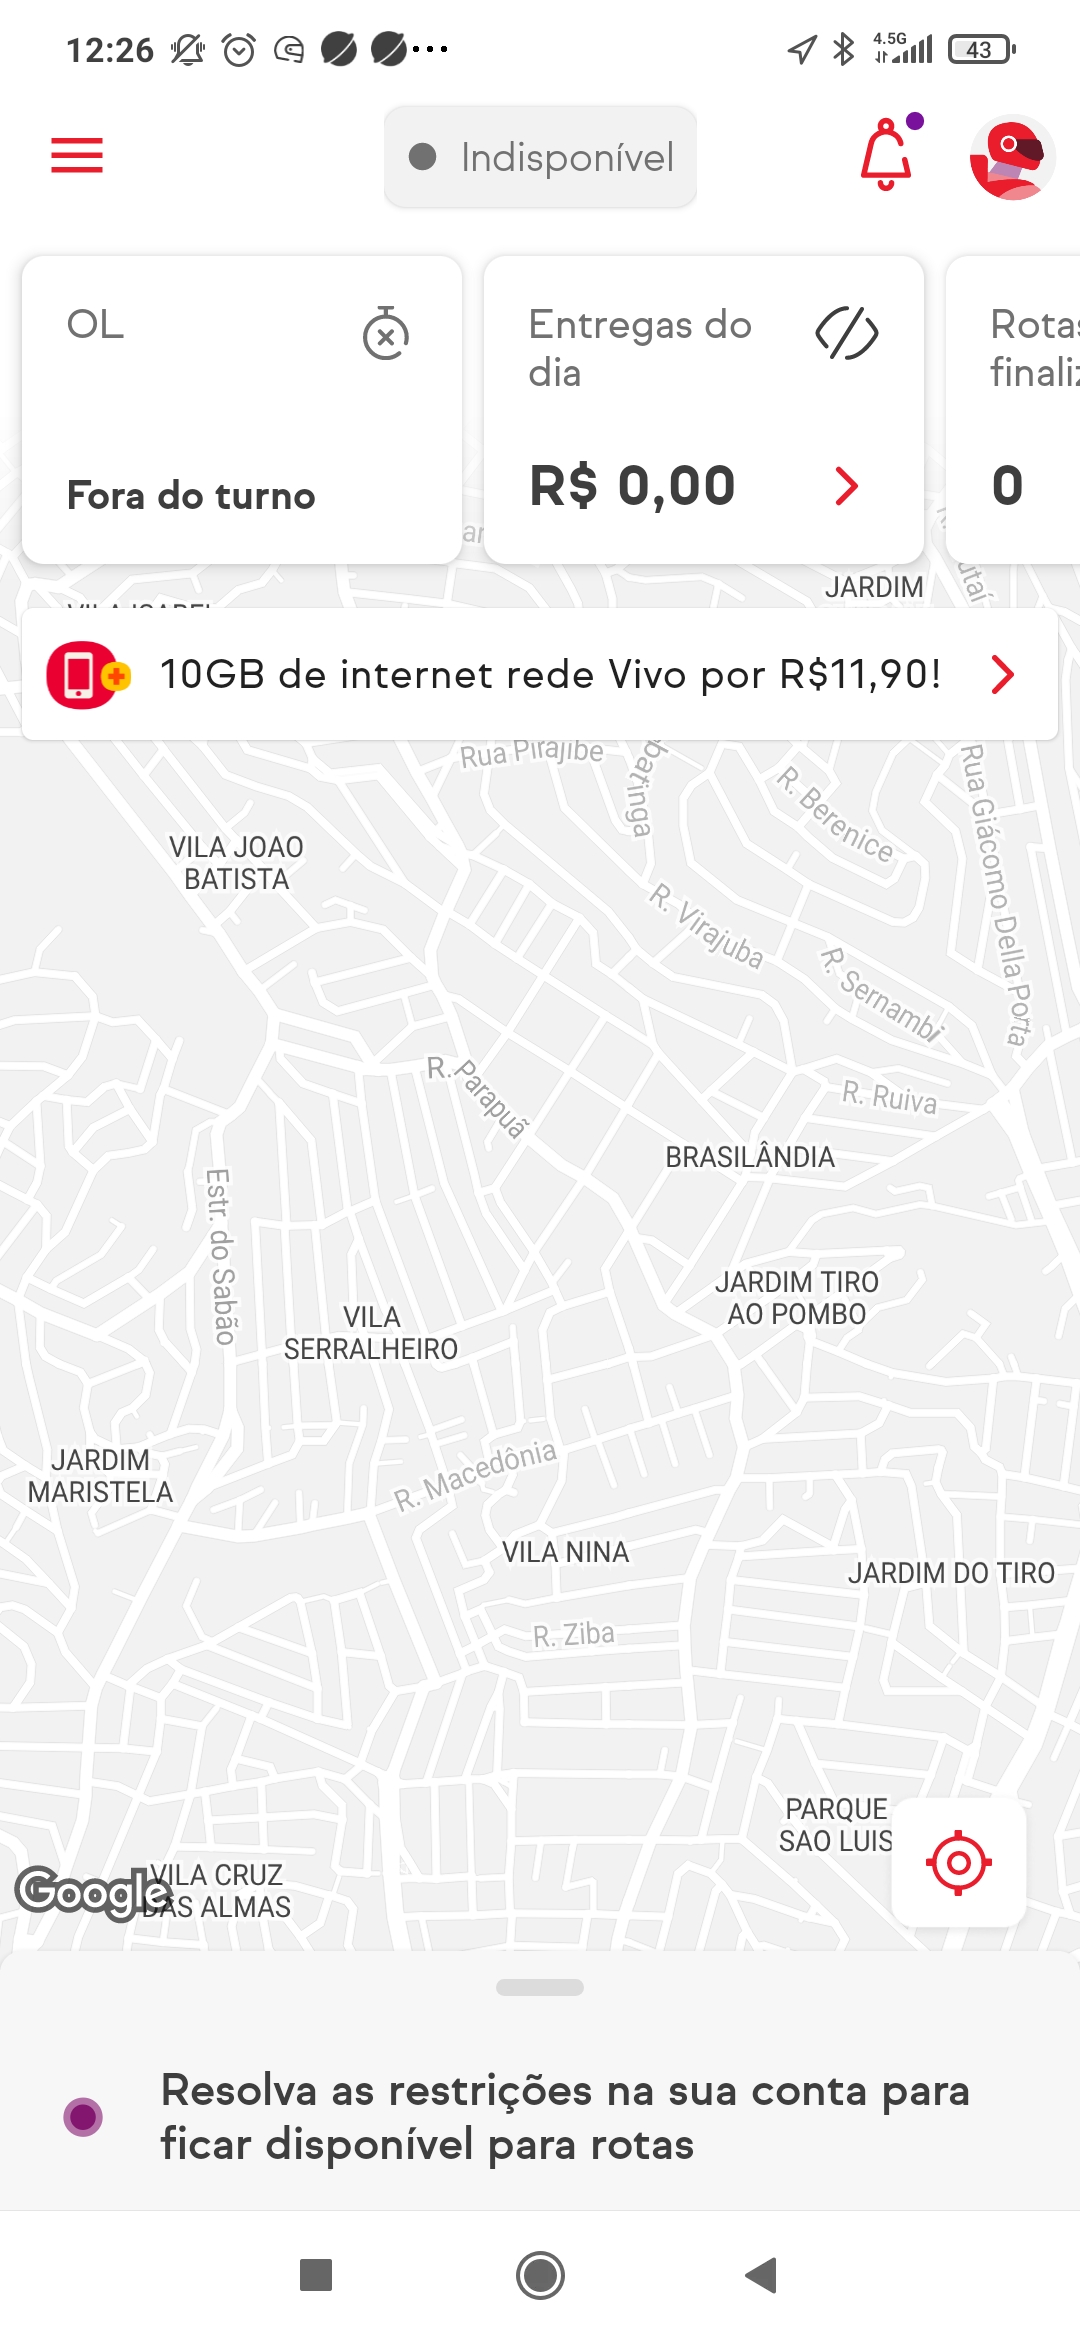 12:26
4.5G
43
Indisponível
OL
Fora do turno
Entregas do
dia
R$ 0,00
Rotas
0
JARDIM
10GB de internet rede Vivo por R$11,90!
Rua Pirajibe
R. Berenice
Rua Giácomo Della Porta
VILA JOAO
BATISTA
R. Virajuba
R. Sernambi
R. Parapuã
R. Ruiva
BRASILÂNDIA
Estr. do Sabão
JARDIM TIRO
AO POMBO
VILA
SERRALHEIRO
JARDIM
MARISTELA
R. Macedônia
VILA NINA
JARDIM DO TIRO
R. Ziba
PARQUE
SAO LUIS
Google
VILA CRUZ
DAS ALMAS
Resolva as restrições na sua conta para
ficar disponível para rotas